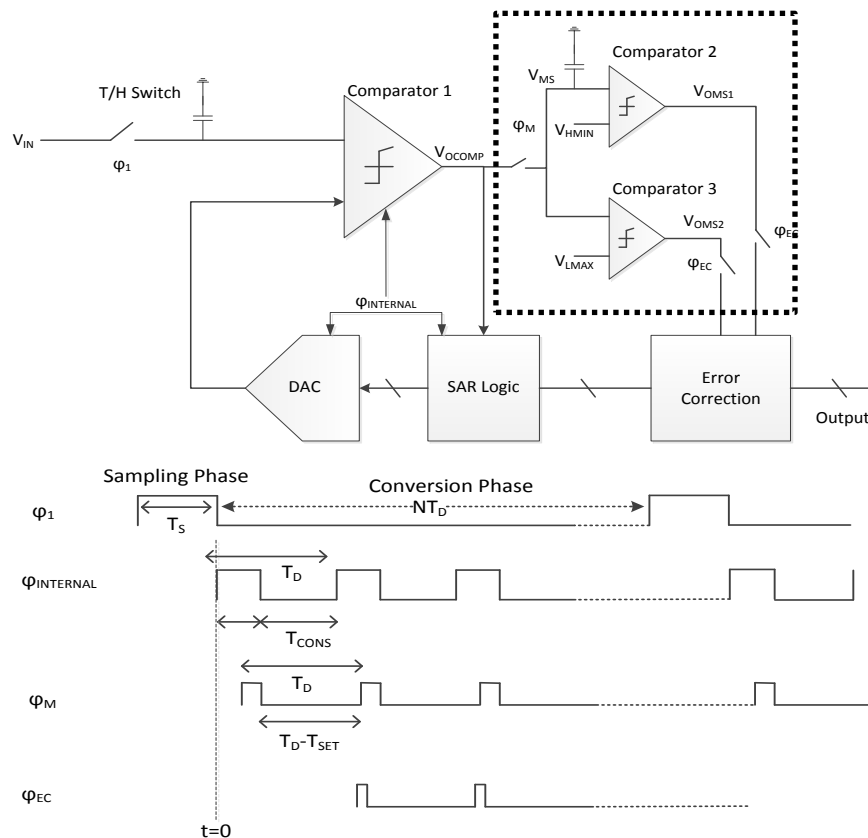 T/H Switch
Comparator 1
Comparator 2
V_MS
V_OMS1
V_IN
φ_1
φ_M
V_HMIN
V_OCOMP
Comparator 3
V_OMS2
φ_EC
V_LMAX
φ_EC
φ_INTERNAL
DAC
SAR Logic
Error
Correction
Output
Sampling Phase
Conversion Phase
φ_1
T_S
NT_D
φ_INTERNAL
T_D
T_CONS
φ_M
T_D
T_D-T_SET
φ_EC
t=0